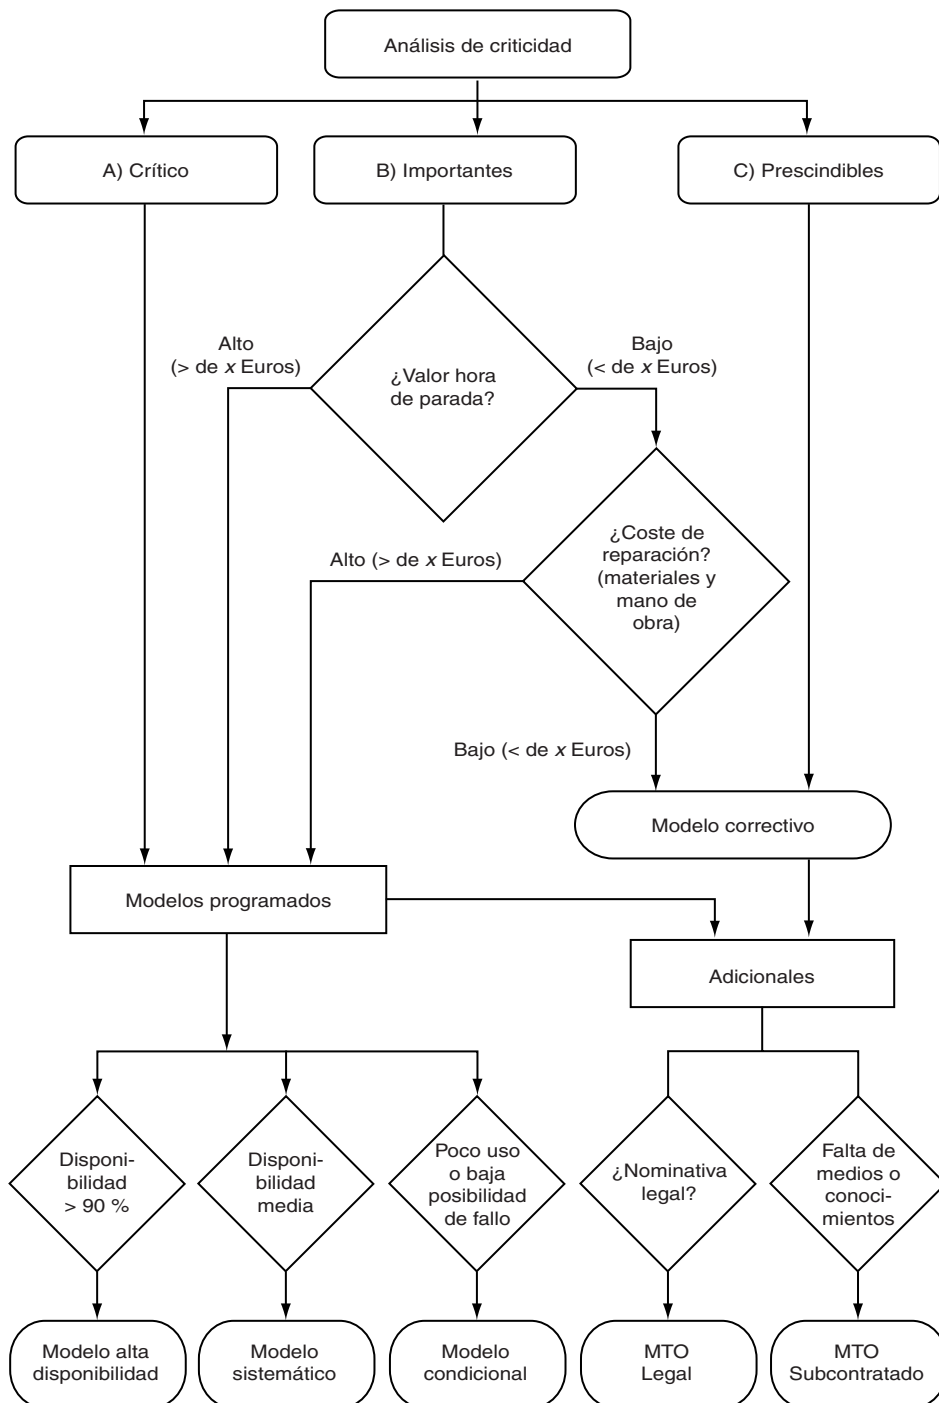 Análisis de criticidad
A) Crítico
B) Importantes
C) Prescindibles
Alto
(> de x Euros)
Bajo
(< de x Euros)
¿Valor hora
de parada?
¿Coste de
reparación?
(materiales y
mano de
obra)
Alto (> de x Euros)
Bajo (< de x Euros)
Modelo correctivo
Modelos programados
Adicionales
Disponi-
bilidad
> 90 %
Disponi-
bilidad
media
Poco uso
o baja
posibilidad
de fallo
¿Nominativa
legal?
Falta de
medios o
conoci-
mientos
Modelo alta
disponibilidad
Modelo
sistemático
Modelo
condicional
MTO
Legal
MTO
Subcontratado